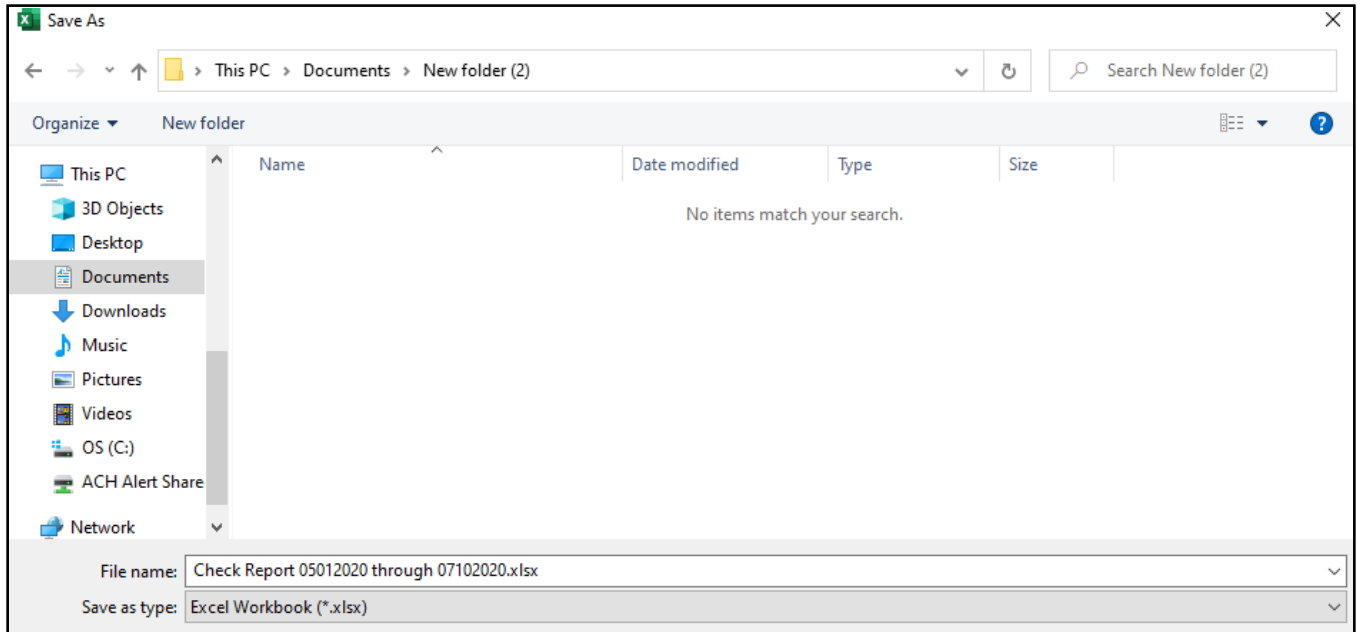 Save As
This PC > Documents > New folder (2)
Search New folder (2)
Organize
New folder
Name
Date modified
Type
Size
No items match your search.
This PC
3D Objects
Desktop
Documents
Downloads
Music
Pictures
Videos
OS (C:)
ACH Alert Share
Network
File name: Check Report 05012020 through 07102020.xlsx
Save as type: Excel Workbook (*.xlsx)